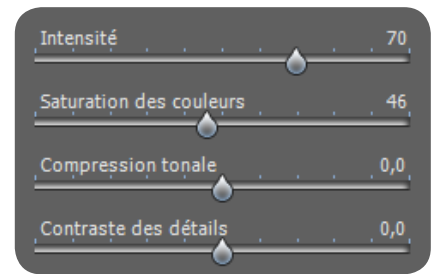 Intensité 70
Saturation des couleurs 46
Compression tonale 0,0
Contraste des détails 0,0